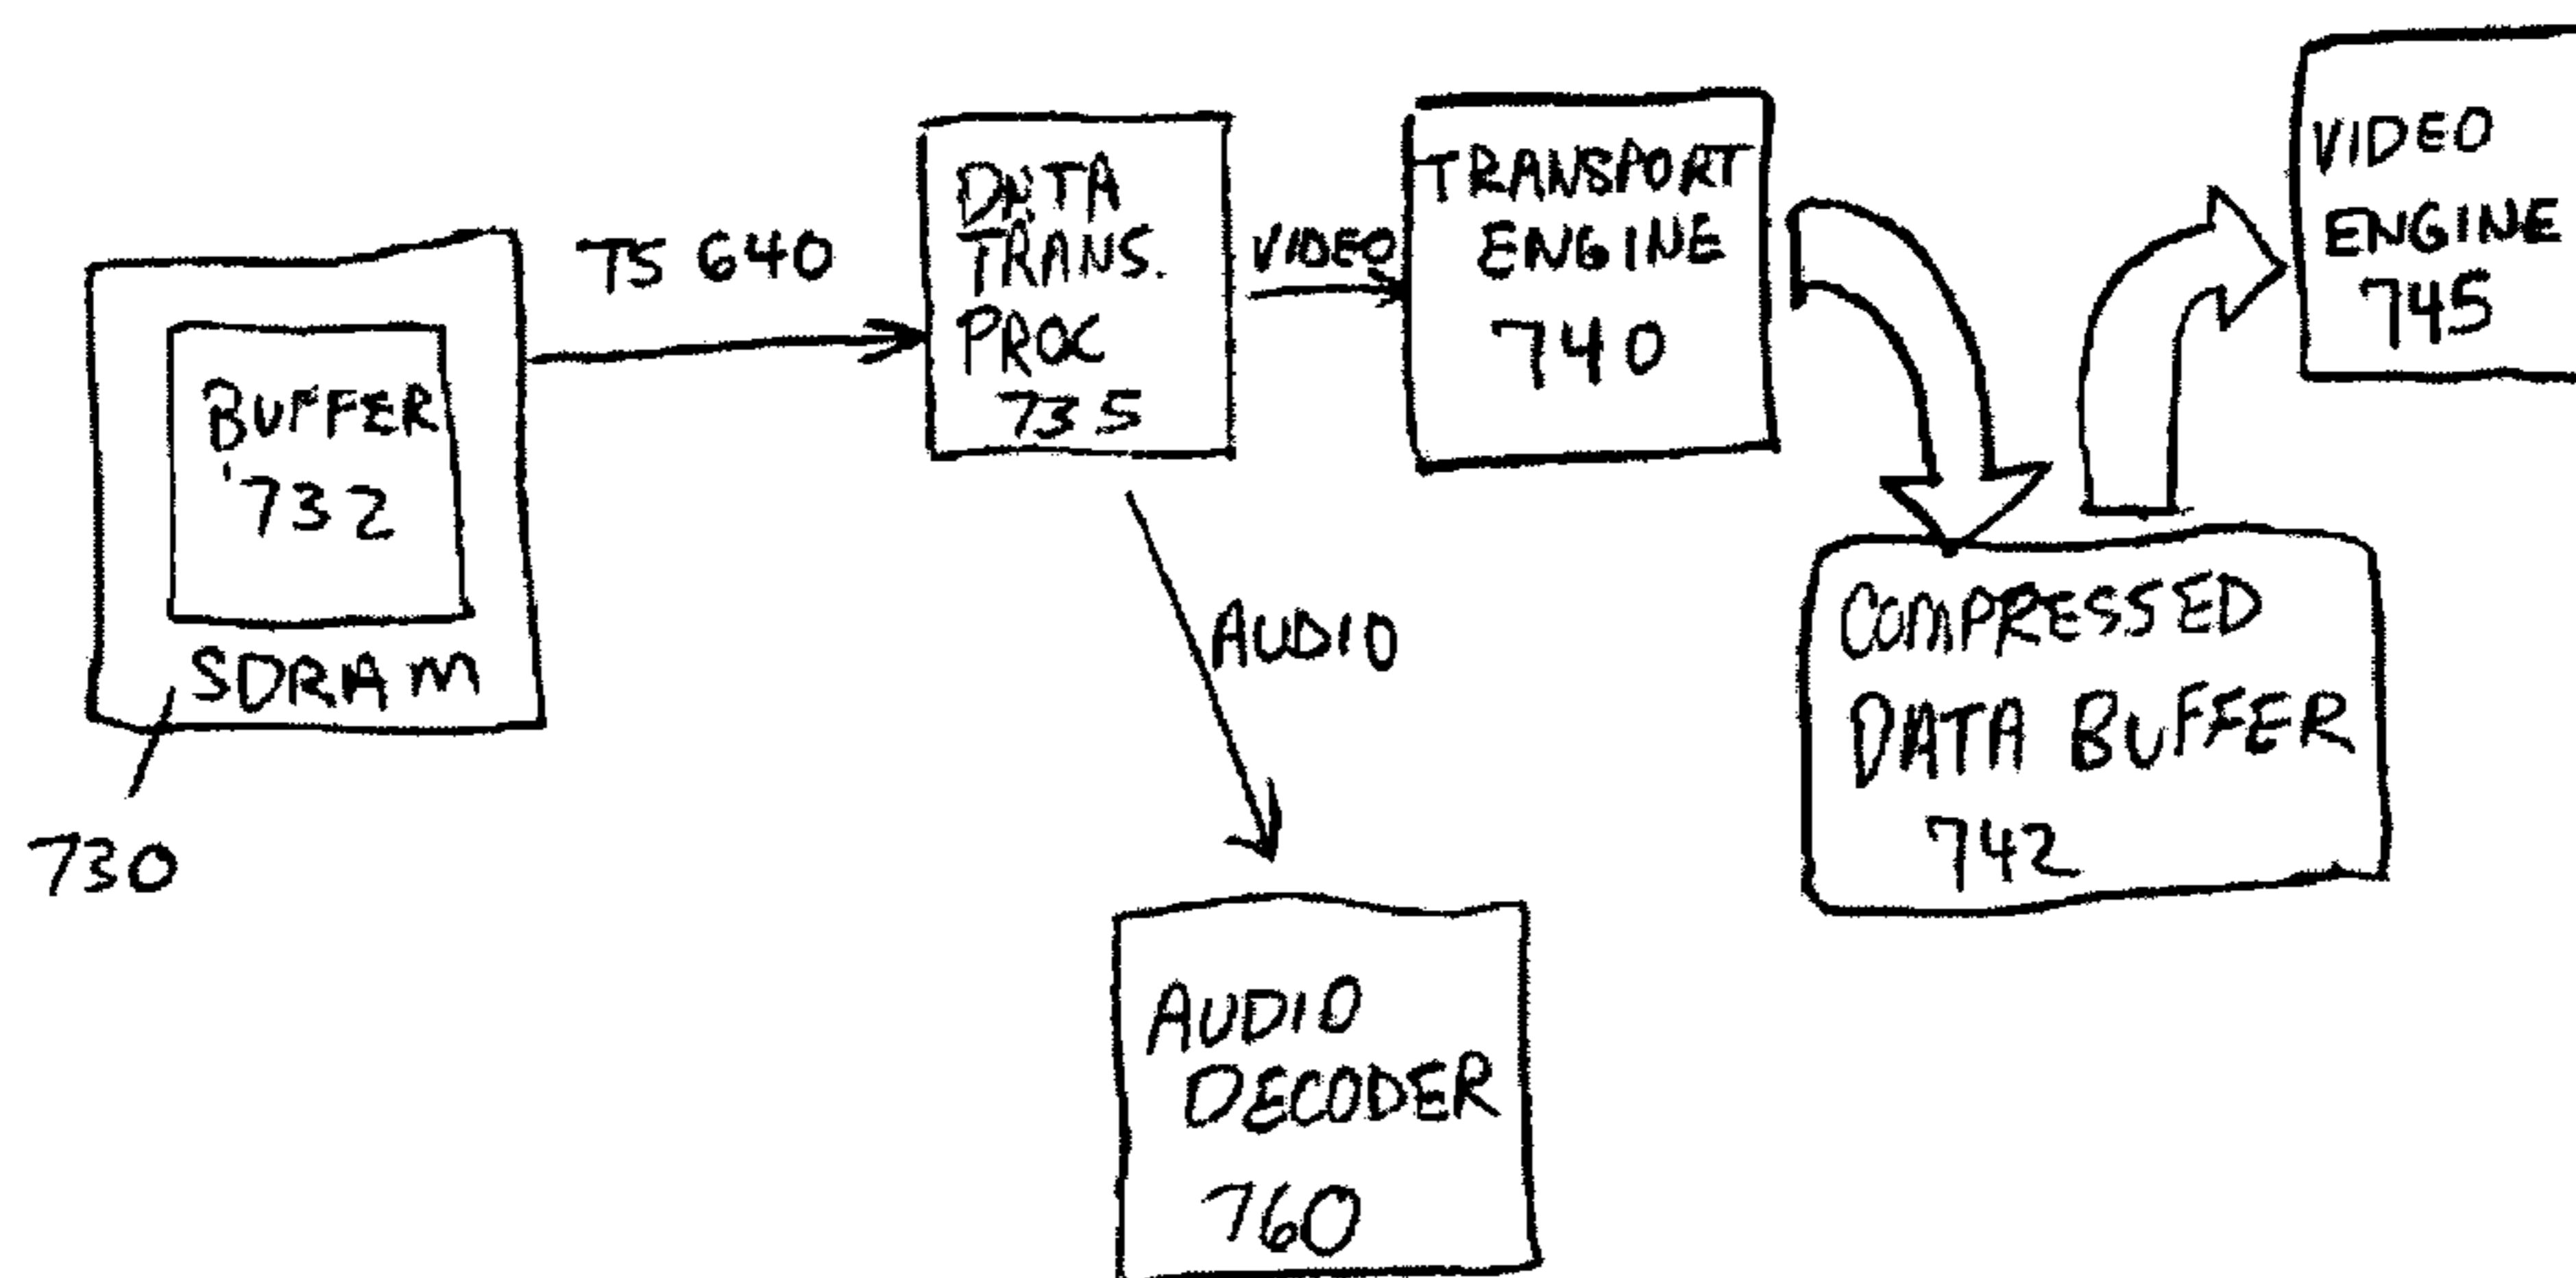 BUFFER
732
SDRAM
730
TS 640
DATA
TRANS.
PROC
735
VIDEO
TRANSPORT
ENGINE
740
AUDIO
AUDIO
DECODER
760
COMPRESSED
DATA BUFFER
742
VIDEO
ENGINE
745